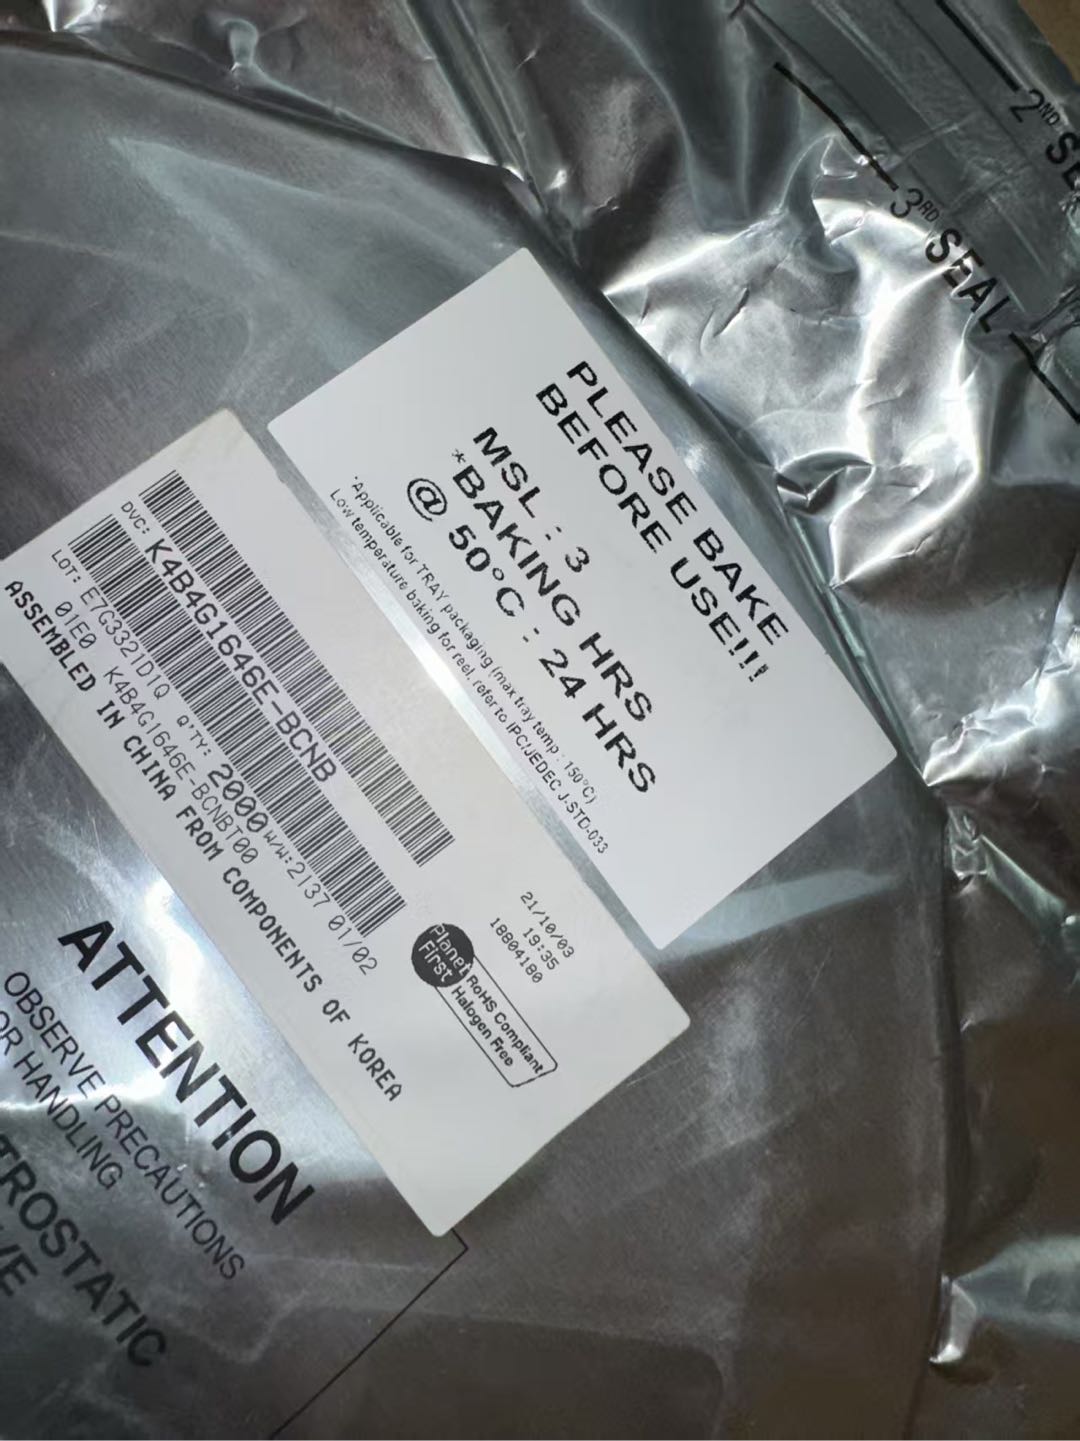 2ND SE
3RD SEAL
PLEASE BAKE
BEFORE USE!!!
MSL : 3
*BAKING HRS
@ 50°C : 24 HRS
*Applicable for TRAY packaging (max tray temp : 150°C)
Low temperature baking for reel, refer to IPC/JEDEC J-STD-033
DVC: K4B4G1646E-BCNB
LOT: E7G3321D1Q QTY: 2000 W/W:2137 01/02
01E0 K4B4G1646E-BCNBT00
ASSEMBLED IN CHINA FROM COMPONENTS OF KOREA
21/10/03
19:35
18804180
Planet
First
RoHS Compliant
Halogen Free
ATTENTION
OBSERVE PRECAUTIONS
OR HANDLING
TROSTATIC
VE